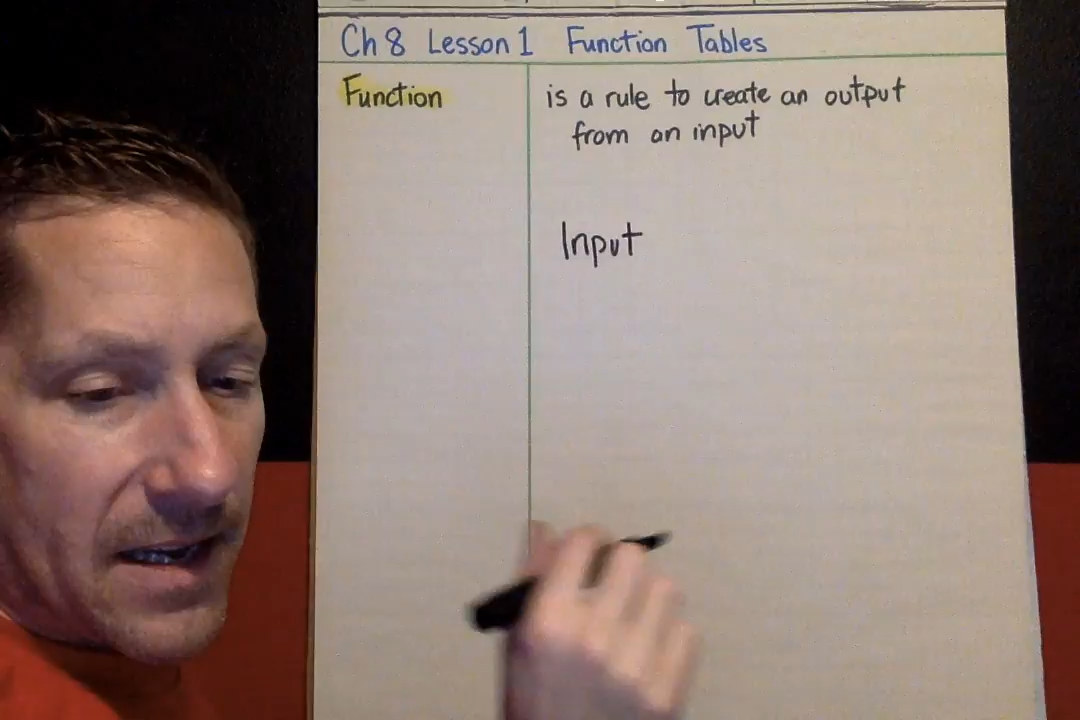 Ch 8 Lesson 1 Function Tables
Function is a rule to create an output
from an input
Input